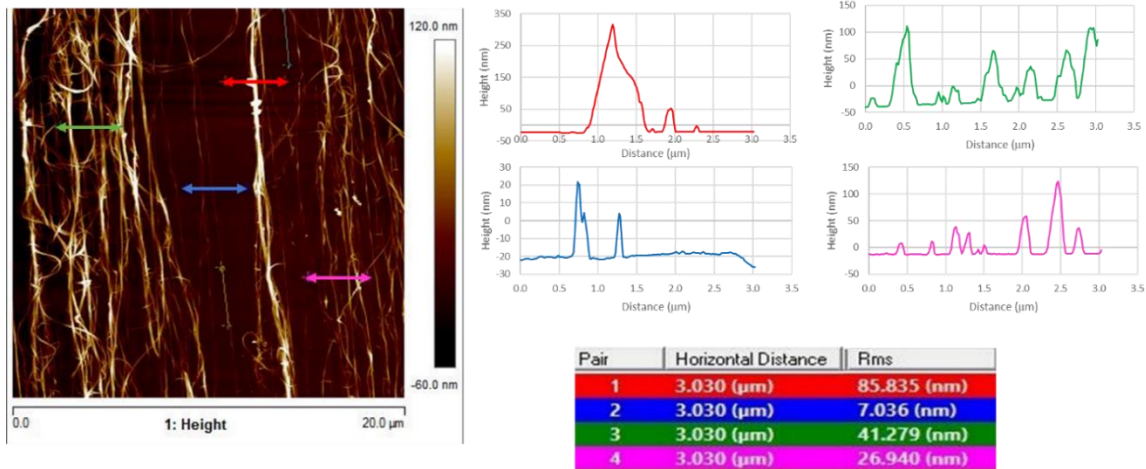 120.0 nm
-60.0 nm
0.0
1: Height
20.0 µm
Height (nm)
350
250
150
50
-50
0.0 0.5 1.0 1.5 2.0 2.5 3.0 3.5
Distance (µm)
Height (nm)
150
100
50
0
-50
0.0 0.5 1.0 1.5 2.0 2.5 3.0 3.5
Distance (µm)
Height (nm)
30
20
10
0
-10
-20
-30
0.0 0.5 1.0 1.5 2.0 2.5 3.0 3.5
Distance (µm)
Height (nm)
150
100
50
0
-50
0.0 0.5 1.0 1.5 2.0 2.5 3.0 3.5
Distance (µm)
Pair Horizontal Distance Rms
1 3.030 (µm) 85.835 (nm)
2 3.030 (µm) 7.036 (nm)
3 3.030 (µm) 41.279 (nm)
4 3.030 (µm) 26.940 (nm)